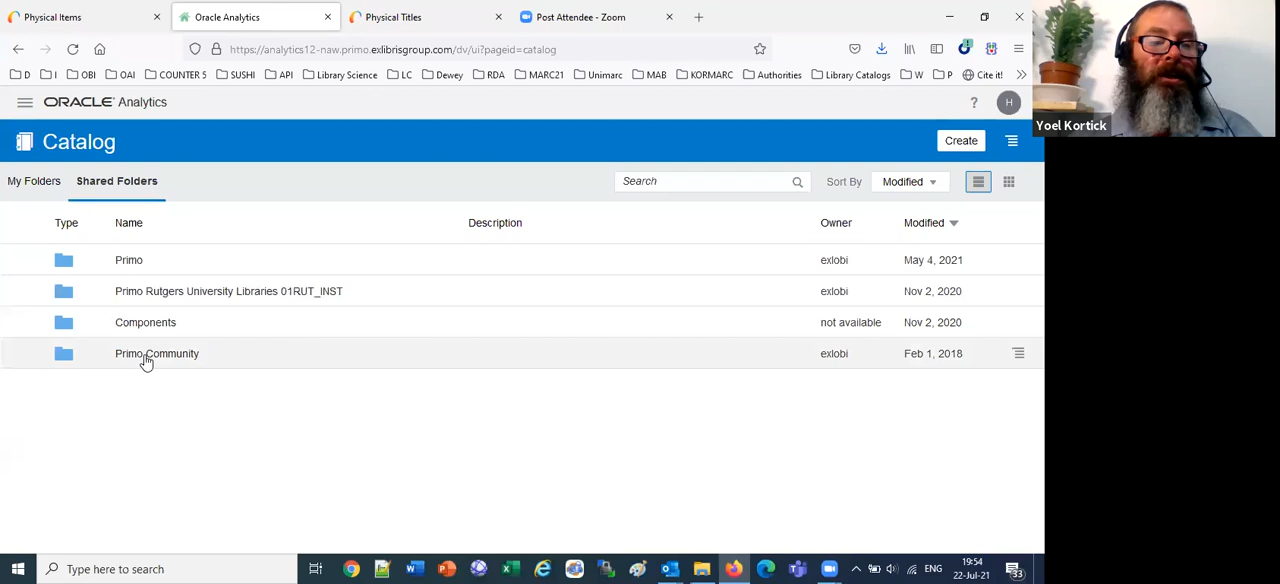 Physical Items
Oracle Analytics
Physical Titles
Post Attendee - Zoom
https://analytics12-naw.primo.exlibrisgroup.com/dv/ui?pageid=catalog
D I OBI OAI COUNTER 5 SUSHI API Library Science LC Dewey RDA MARC21 Unimarc MAB KORMARC Authorities Library Catalogs W P Cite it!
ORACLE Analytics
? H
Yoel Kortick
Catalog
Create
My Folders Shared Folders Search Sort By Modified
Type Name Description Owner Modified
Primo exlobi May 4, 2021
Primo Rutgers University Libraries 01RUT_INST exlobi Nov 2, 2020
Components not available Nov 2, 2020
Primo Community exlobi Feb 1, 2018
Type here to search
ENG
19:54
22-Jul-21
33